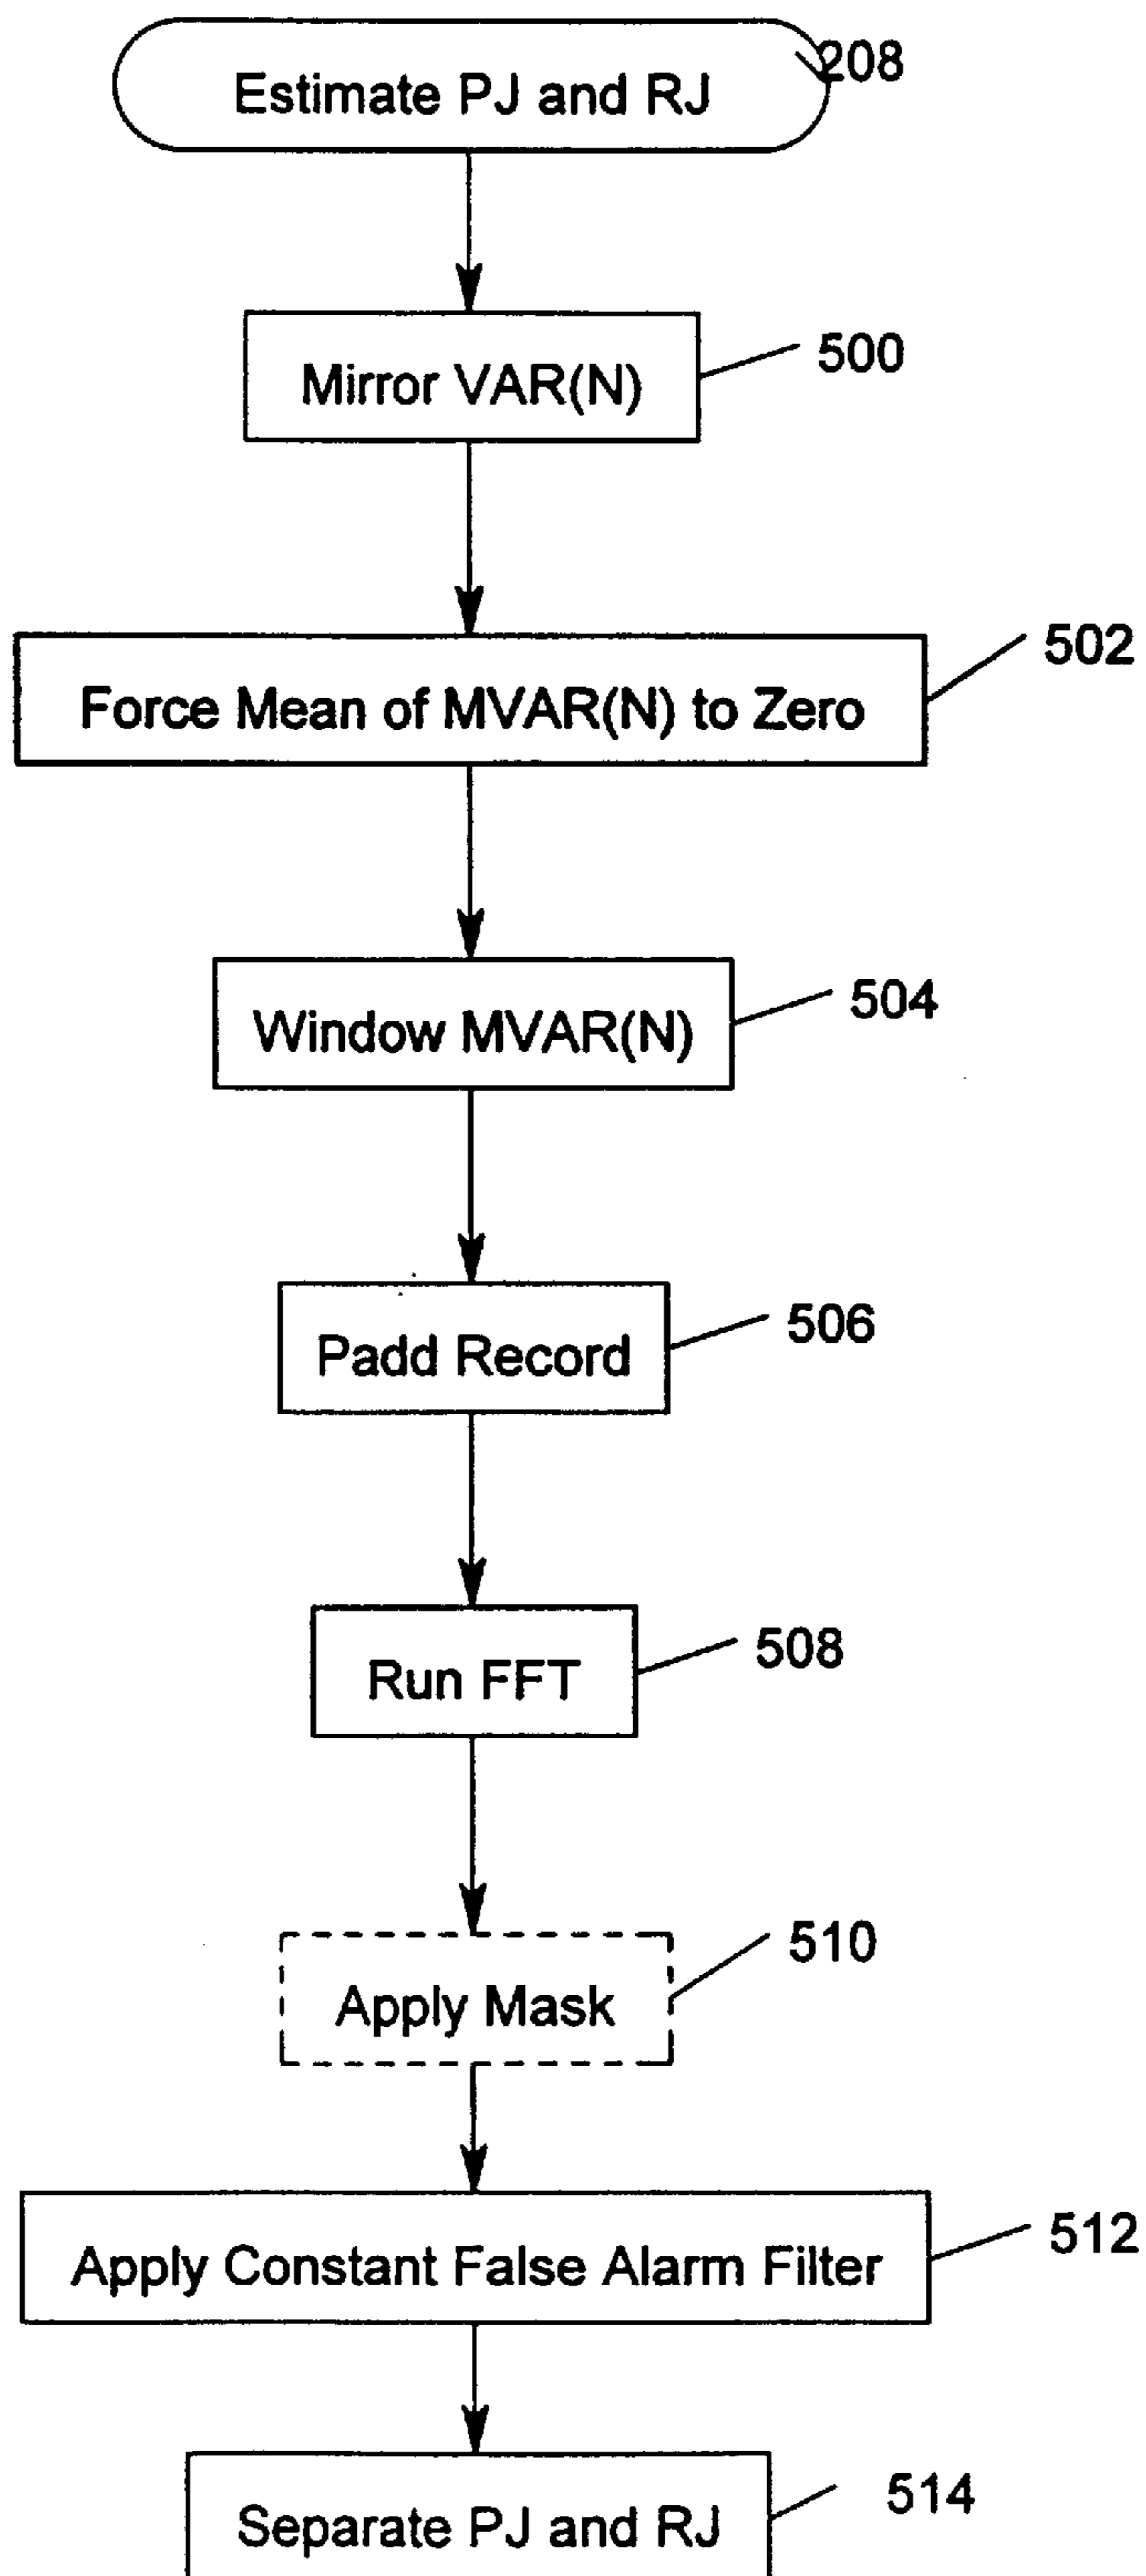 Estimate PJ and RJ
208
Mirror VAR(N)
500
Force Mean of MVAR(N) to Zero
502
Window MVAR(N)
504
Padd Record
506
Run FFT
508
Apply Mask
510
Apply Constant False Alarm Filter
512
Separate PJ and RJ
514